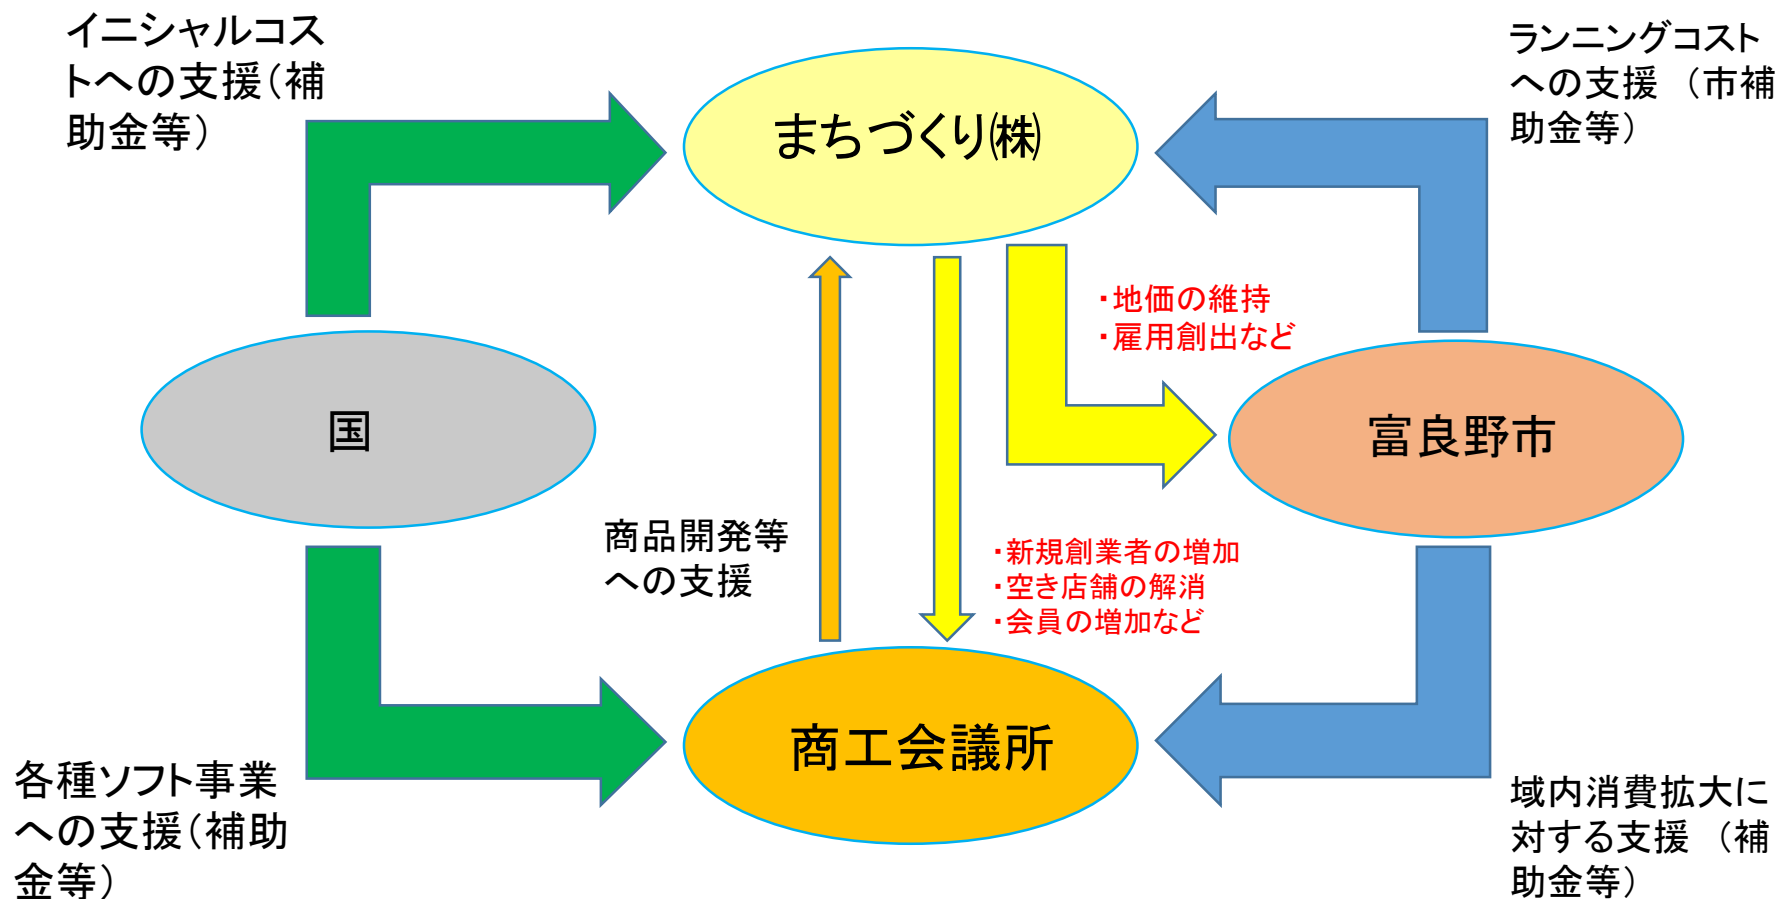 イニシャルコス
トへの支援（補
助金等）
ランニングコスト
への支援 （市補
助金等）
まちづくり㈱
・地価の維持
・雇用創出など
国
富良野市
商品開発等
への支援
・新規創業者の増加
・空き店舗の解消
・会員の増加など
商工会議所
各種ソフト事業
への支援（補助
金等）
域内消費拡大に
対する支援 （補
助金等）